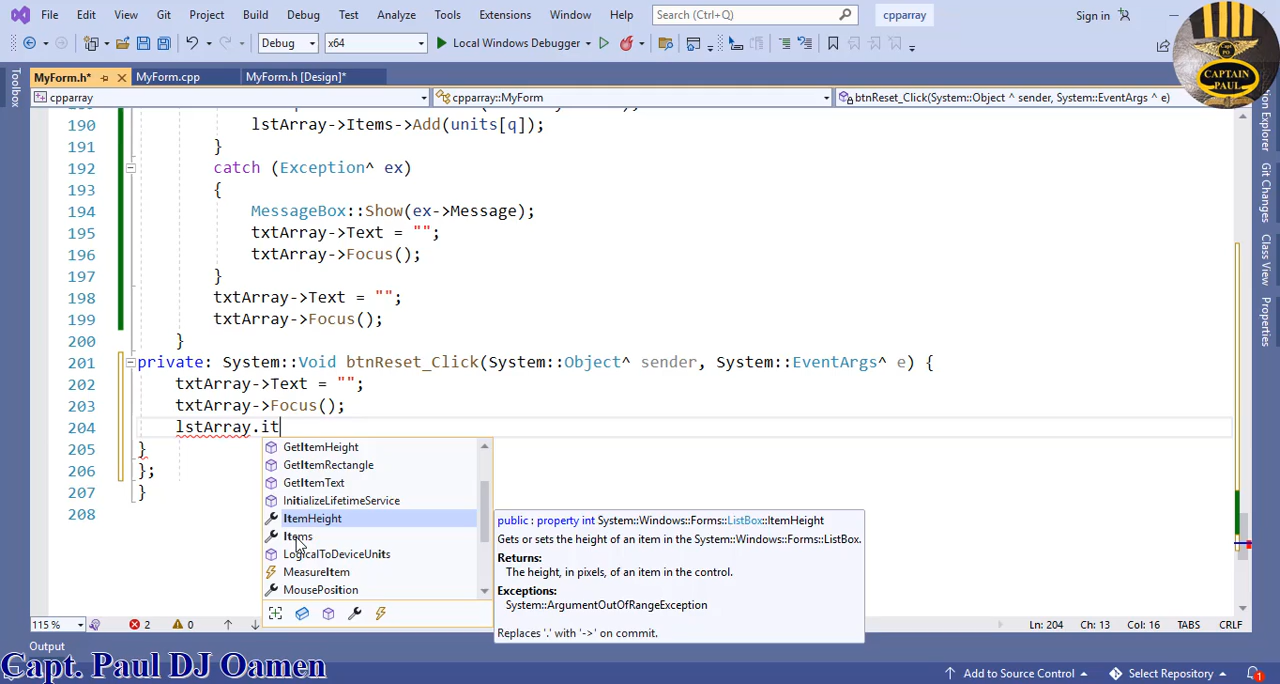 File Edit View Git Project Build Debug Test Analyze Tools Extensions Window Help Search (Ctrl+Q) cpparray Sign in
Debug x64 Local Windows Debugger
MyForm.h* MyForm.cpp MyForm.h [Design]*
cpparray cpparray::MyForm btnReset_Click(System::Object ^ sender, System::EventArgs ^ e)
CAPTAIN
PAUL
Toolbox
190 lstArray->Items->Add(units[q]);
191 }
192 catch (Exception^ ex)
193 {
194 MessageBox::Show(ex->Message);
195 txtArray->Text = "";
196 txtArray->Focus();
197 }
198 txtArray->Text = "";
199 txtArray->Focus();
200 }
201 private: System::Void btnReset_Click(System::Object^ sender, System::EventArgs^ e) {
202 txtArray->Text = "";
203 txtArray->Focus();
204 lstArray.it
205 }
206 };
207 }
208
GetItemHeight
GetItemRectangle
GetItemText
InitializeLifetimeService
ItemHeight
Items
LogicalToDeviceUnits
MeasureItem
MousePosition
public : property int System::Windows::Forms::ListBox::ItemHeight
Gets or sets the height of an item in the System::Windows::Forms::ListBox.
Returns:
The height, in pixels, of an item in the control.
Exceptions:
System::ArgumentOutOfRangeException
Replaces '.' with '->' on commit.
Git Changes
Class View
Properties
115 % 2 0 Ln: 204 Ch: 13 Col: 16 TABS CRLF
Output
Capt. Paul DJ Oamen
Add to Source Control Select Repository 1